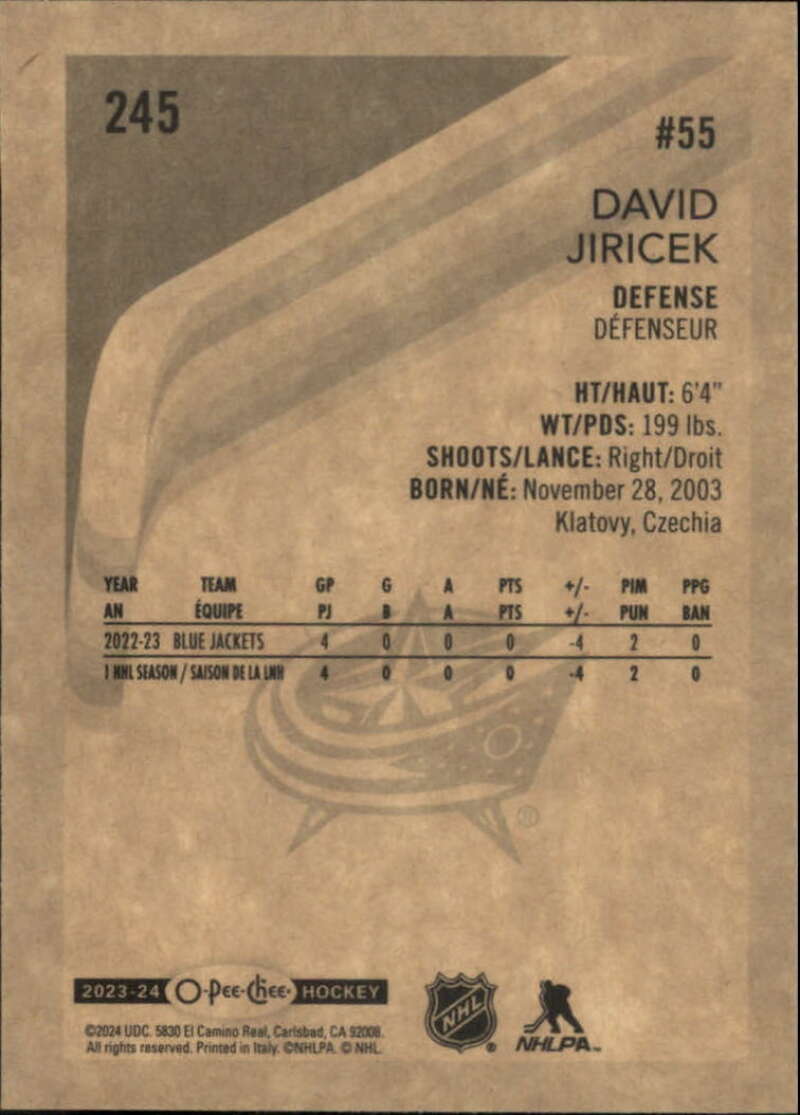 245
#55
DAVID
JIRICEK
DEFENSE
DÉFENSEUR
HT/HAUT: 6'4"
WT/PDS: 199 lbs.
SHOOTS/LANCE: Right/Droit
BORN/NÉ: November 28, 2003
Klatovy, Czechia
YEAR TEAM GP G A PTS +/- PIM PPG
AN ÉQUIPE PJ B A PTS +/- PUN BAN
2022-23 BLUE JACKETS 4 0 0 0 -4 2 0
1 NHL SEASON / SAISON DE LA LNH 4 0 0 0 -4 2 0
®
2023-24 O-Pee-Chee® HOCKEY
©2024 UDC. 5830 El Camino Real, Carlsbad, CA 92008.
All rights reserved. Printed in Italy. ©NHLPA. © NHL.
NHL®
NHLPA™